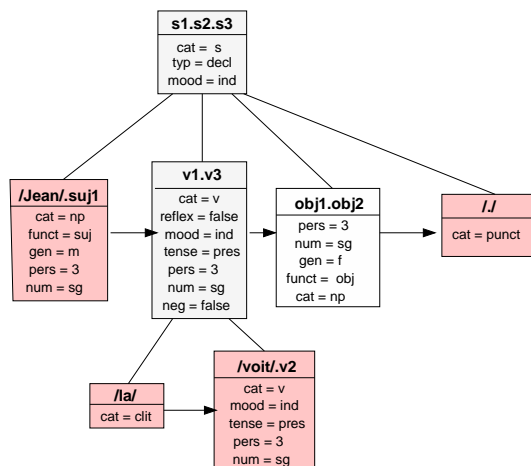 s1.s2.s3
cat = s
typ = decl
mood = ind
/Jean/.suj1
cat = np
funct = suj
gen = m
pers = 3
num = sg
v1.v3
cat = v
reflex = false
mood = ind
tense = pres
pers = 3
num = sg
neg = false
obj1.obj2
pers = 3
num = sg
gen = f
funct = obj
cat = np
/./
cat = punct
/la/
cat = clit
/voit/.v2
cat = v
mood = ind
tense = pres
pers = 3
num = sg